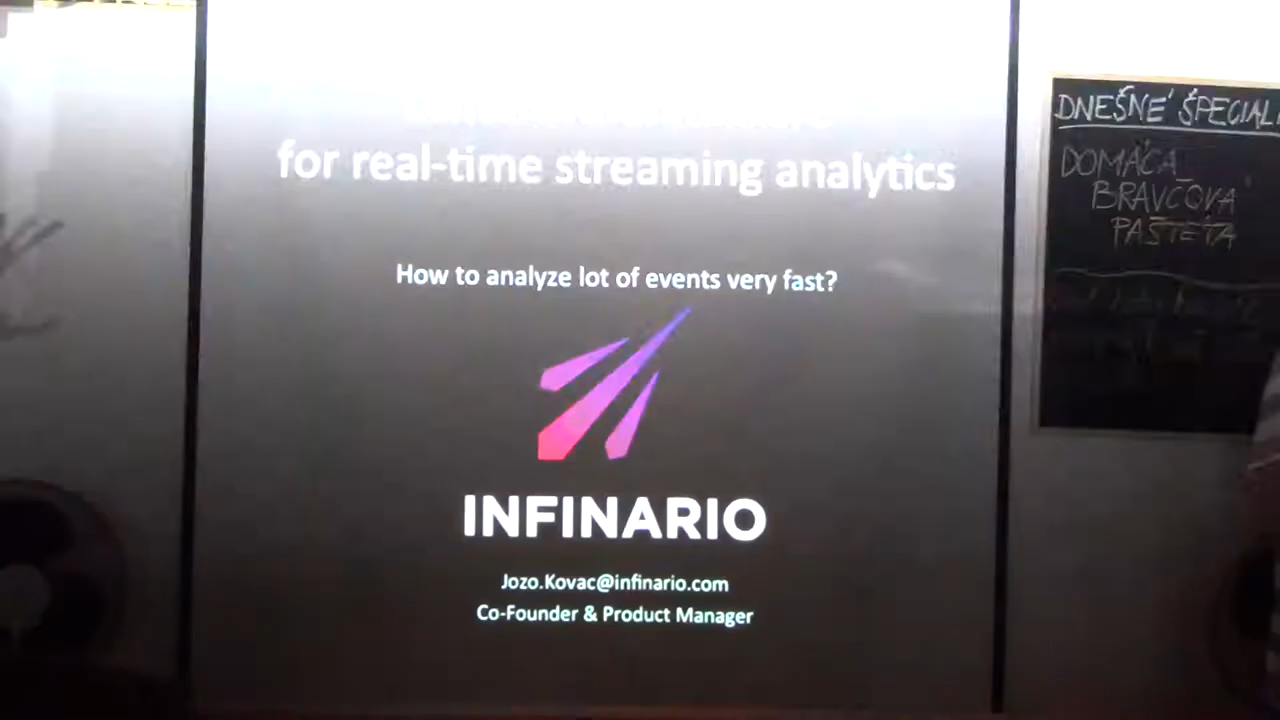 for real-time streaming analytics
How to analyze lot of events very fast?
INFINARIO
Jozo.Kovac@infinario.com
Co-Founder & Product Manager
DNEŠNÉ ŠPECIAL
DOMÁCA
BRAVČOVÁ
PAŠTÉTA